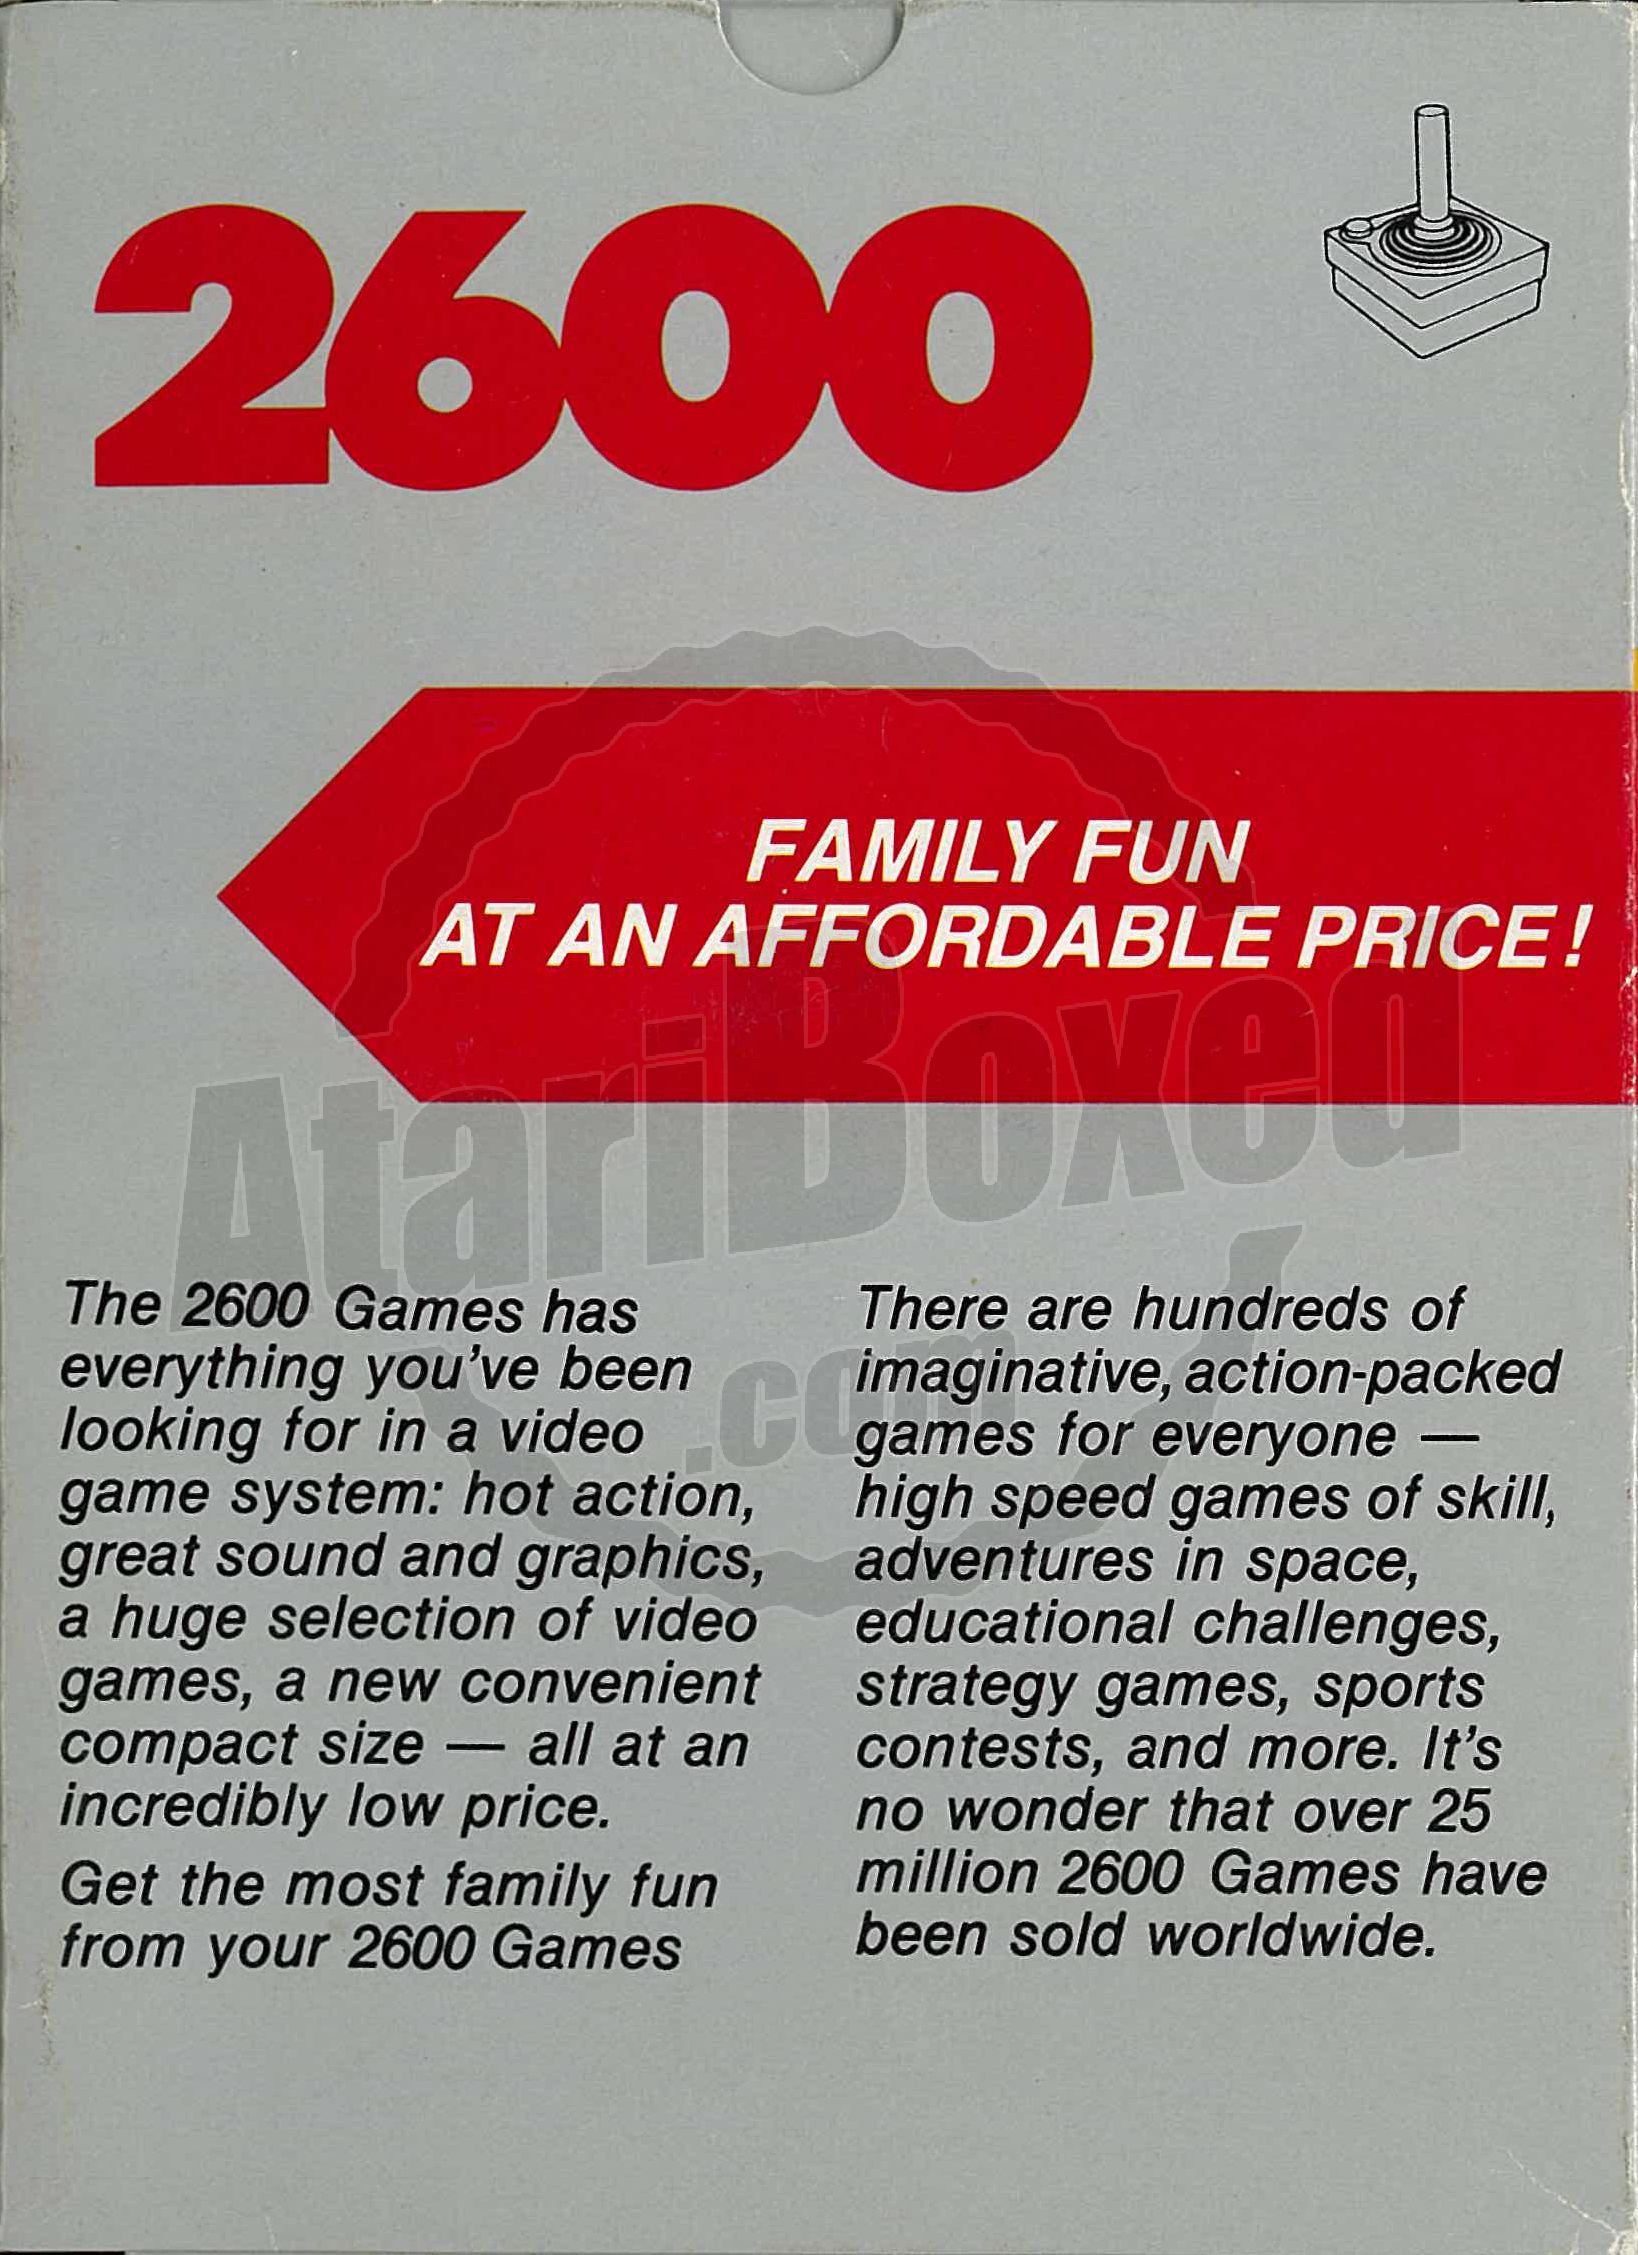 2600
FAMILY FUN
AT AN AFFORDABLE PRICE!
AtariBoxed
.com
The 2600 Games has
everything you've been
looking for in a video
game system: hot action,
great sound and graphics,
a huge selection of video
games, a new convenient
compact size — all at an
incredibly low price.
Get the most family fun
from your 2600 Games
There are hundreds of
imaginative, action-packed
games for everyone —
high speed games of skill,
adventures in space,
educational challenges,
strategy games, sports
contests, and more. It's
no wonder that over 25
million 2600 Games have
been sold worldwide.